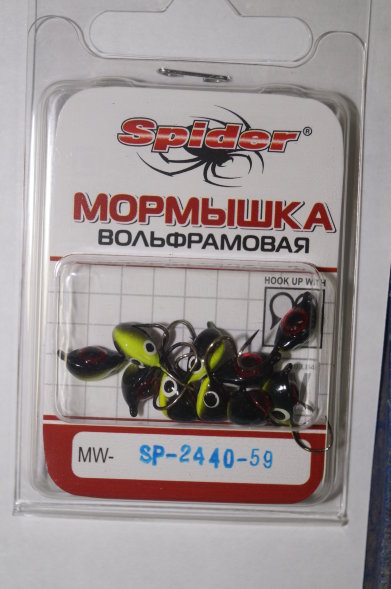 Spider®
МОРМЫШКА
ВОЛЬФРАМОВАЯ
HOOK UP WITH
MW- SP-2440-59